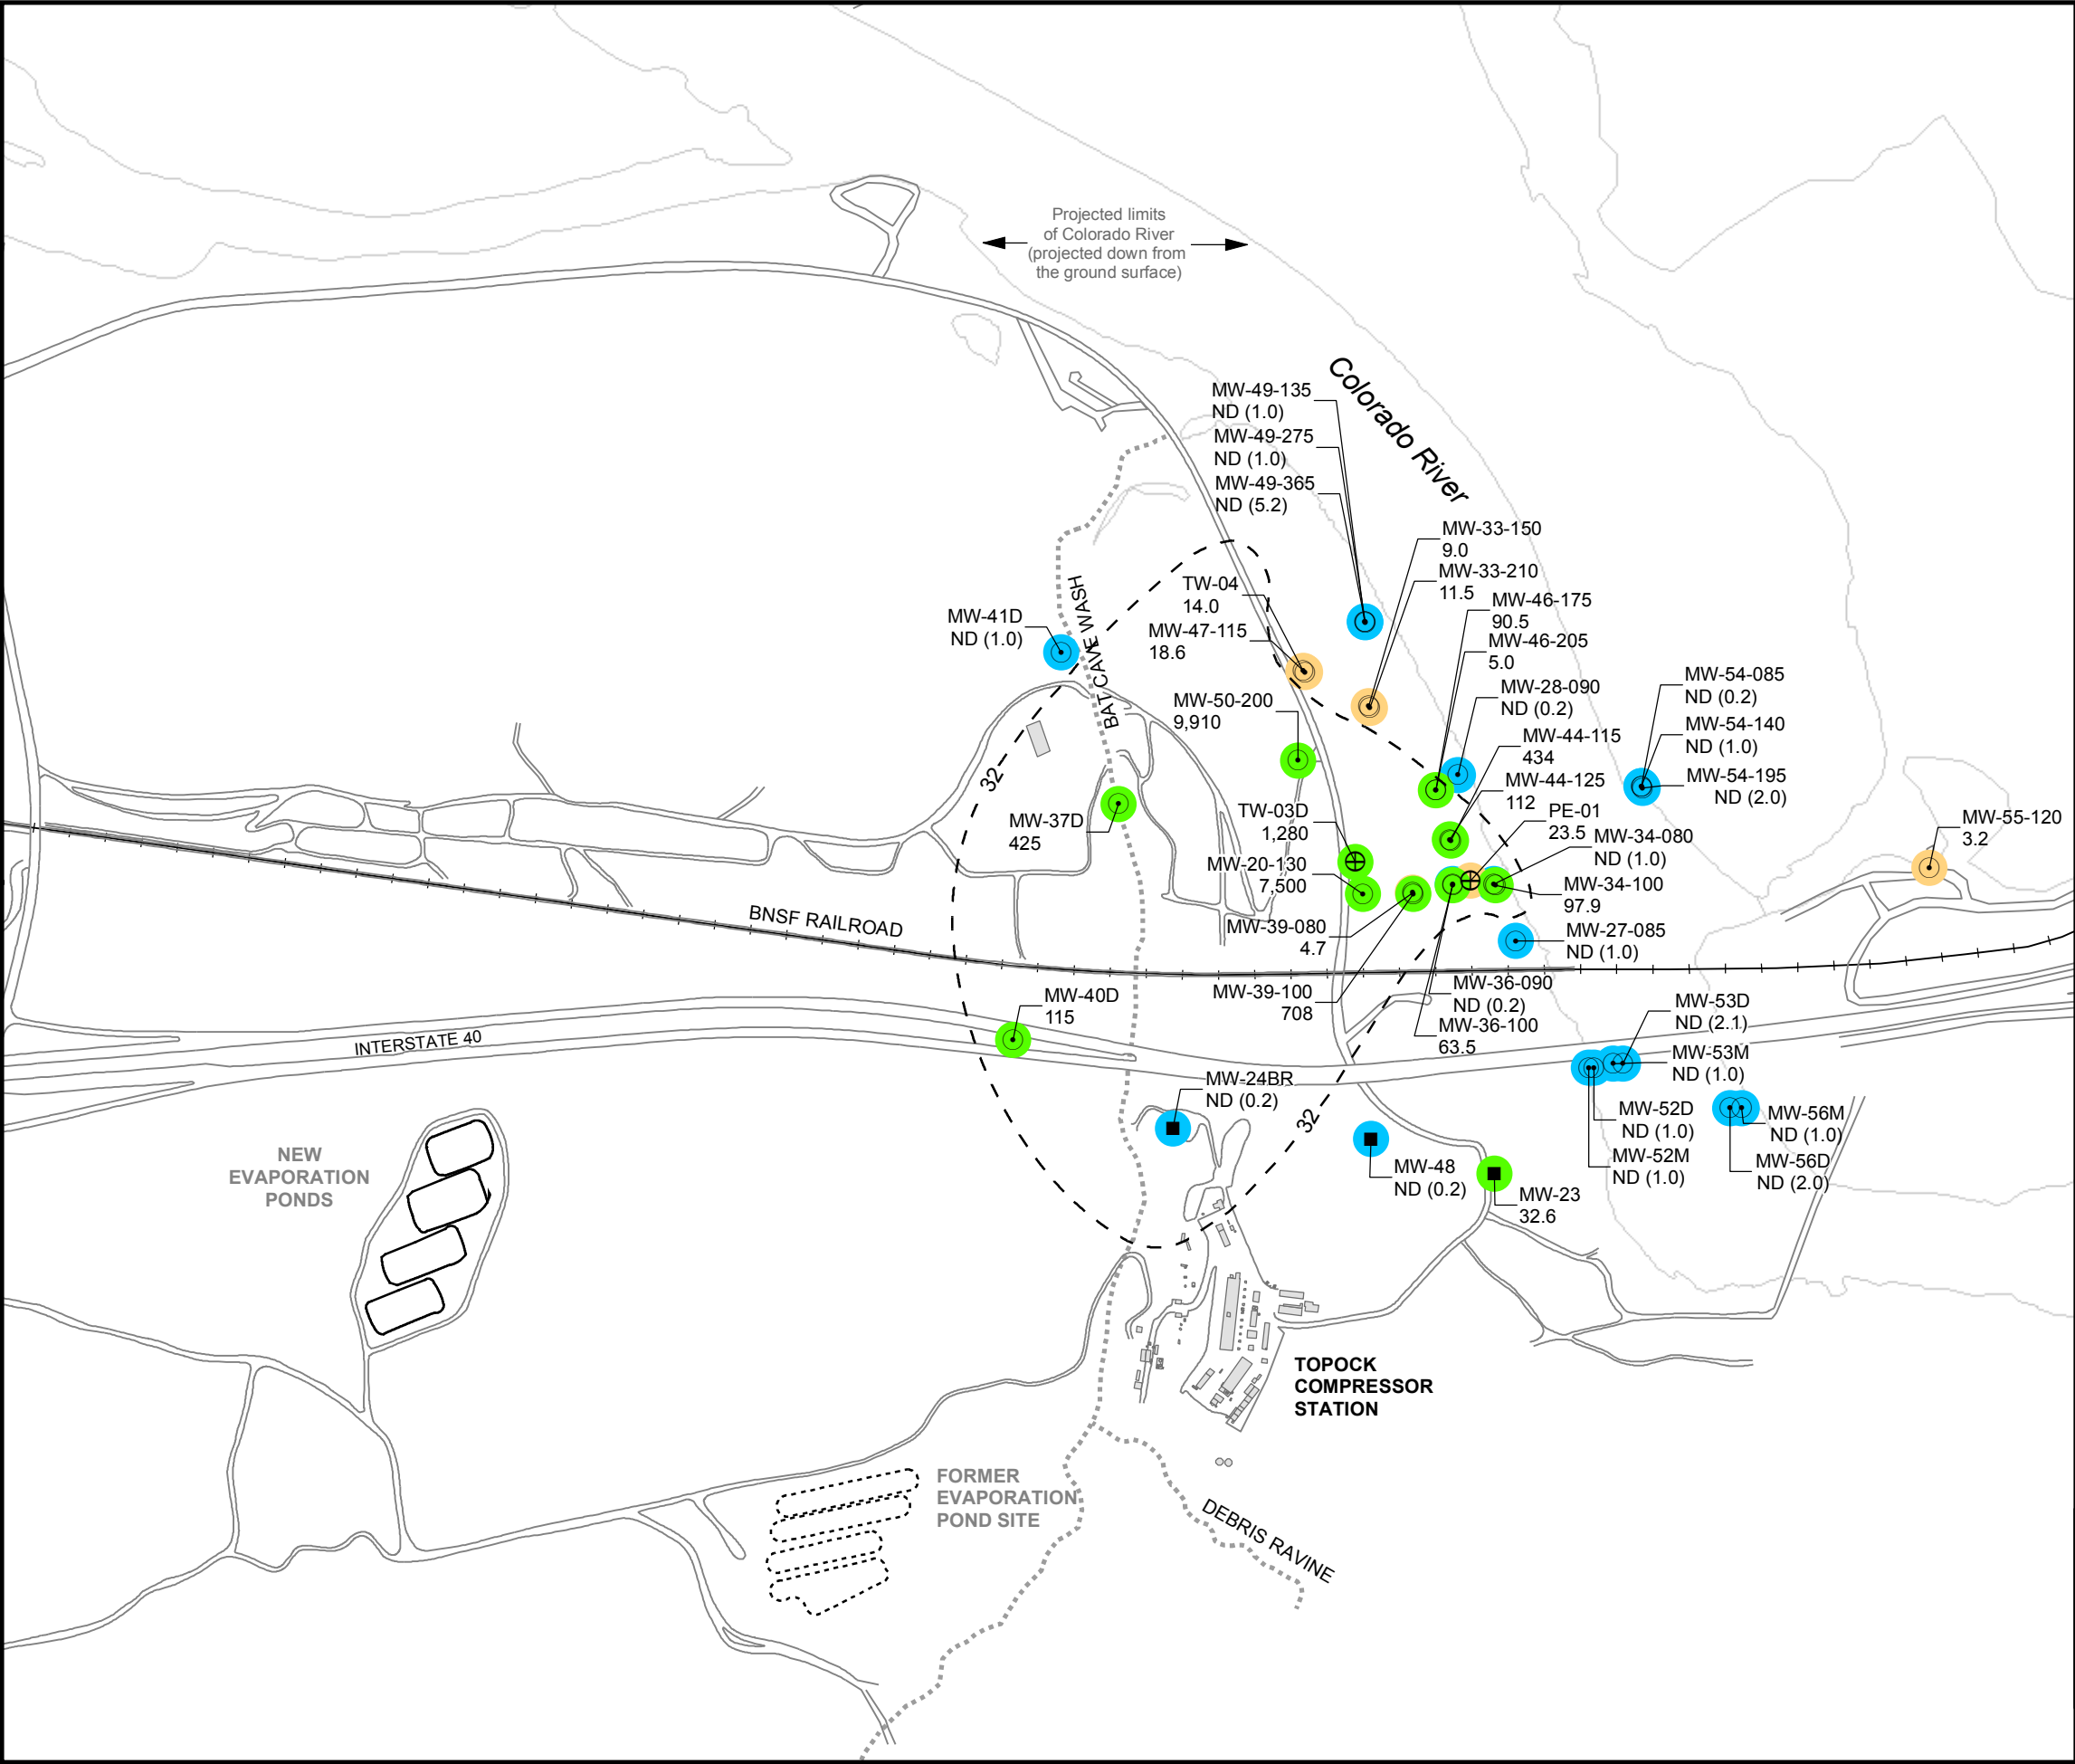 Projected limits
of Colorado River
(projected down from
the ground surface)
Colorado River
MW-49-135
ND (1.0)
MW-49-275
ND (1.0)
MW-49-365
ND (5.2)
MW-33-150
9.0
MW-33-210
11.5
MW-46-175
90.5
MW-46-205
5.0
MW-28-090
ND (0.2)
MW-44-115
434
MW-44-125
112
PE-01
23.5
MW-34-080
ND (1.0)
MW-34-100
97.9
MW-27-085
ND (1.0)
TW-04
14.0
MW-47-115
18.6
MW-50-200
9,910
TW-03D
1,280
MW-20-130
7,500
MW-39-080
4.7
MW-39-100
708
MW-36-090
ND (0.2)
MW-36-100
63.5
MW-41D
ND (1.0)
BAT CAVE WASH
32
MW-37D
425
MW-54-085
ND (0.2)
MW-54-140
ND (1.0)
MW-54-195
ND (2.0)
MW-55-120
3.2
BNSF RAILROAD
MW-40D
115
INTERSTATE 40
MW-24BR
ND (0.2)
32
MW-48
ND (0.2)
MW-23
32.6
MW-53D
ND (2.1)
MW-53M
ND (1.0)
MW-52D
ND (1.0)
MW-52M
ND (1.0)
MW-56M
ND (1.0)
MW-56D
ND (2.0)
NEW
EVAPORATION
PONDS
TOPOCK
COMPRESSOR
STATION
FORMER
EVAPORATION
POND SITE
DEBRIS RAVINE